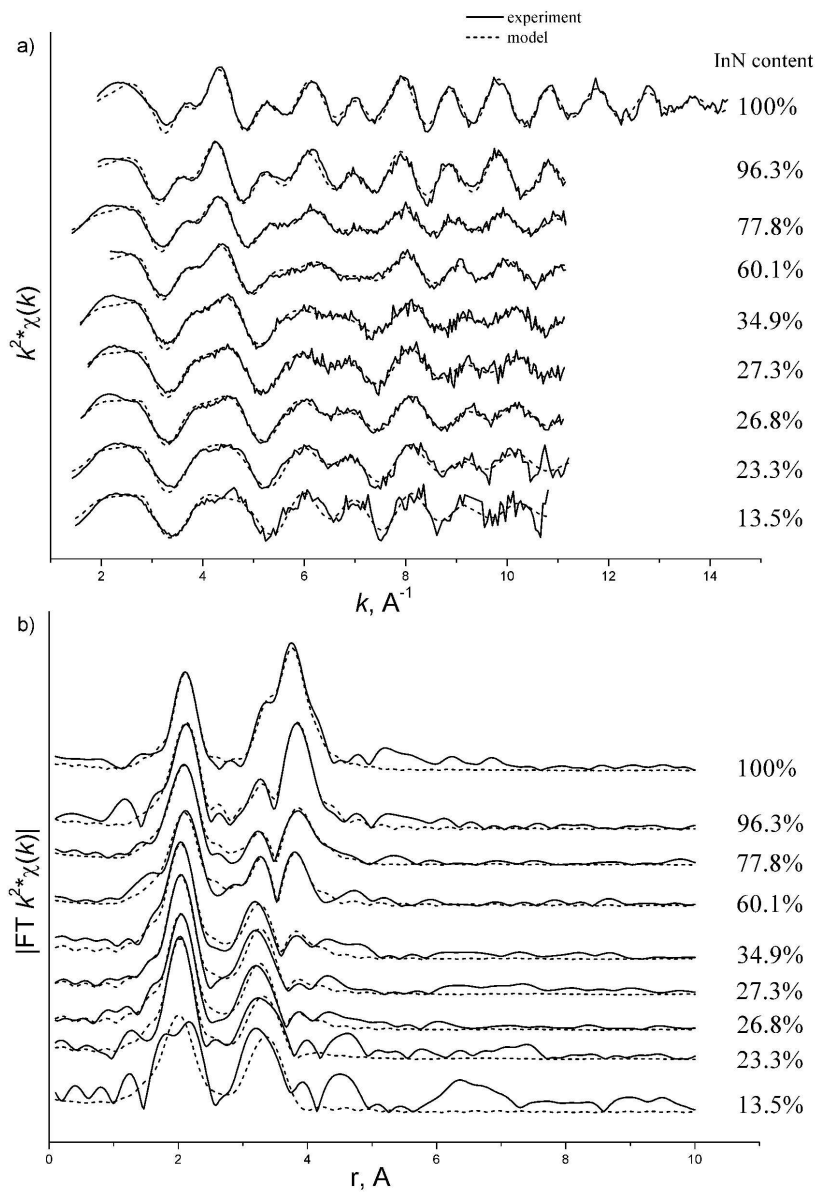 experiment
model
a)
InN content
100%
96.3%
77.8%
60.1%
34.9%
27.3%
26.8%
23.3%
13.5%
k²*χ(k)
2 4 6 8 10 12 14
k, A⁻¹
b)
100%
96.3%
77.8%
60.1%
34.9%
27.3%
26.8%
23.3%
13.5%
|FT k²*χ(k)|
0 2 4 6 8 10
r, A